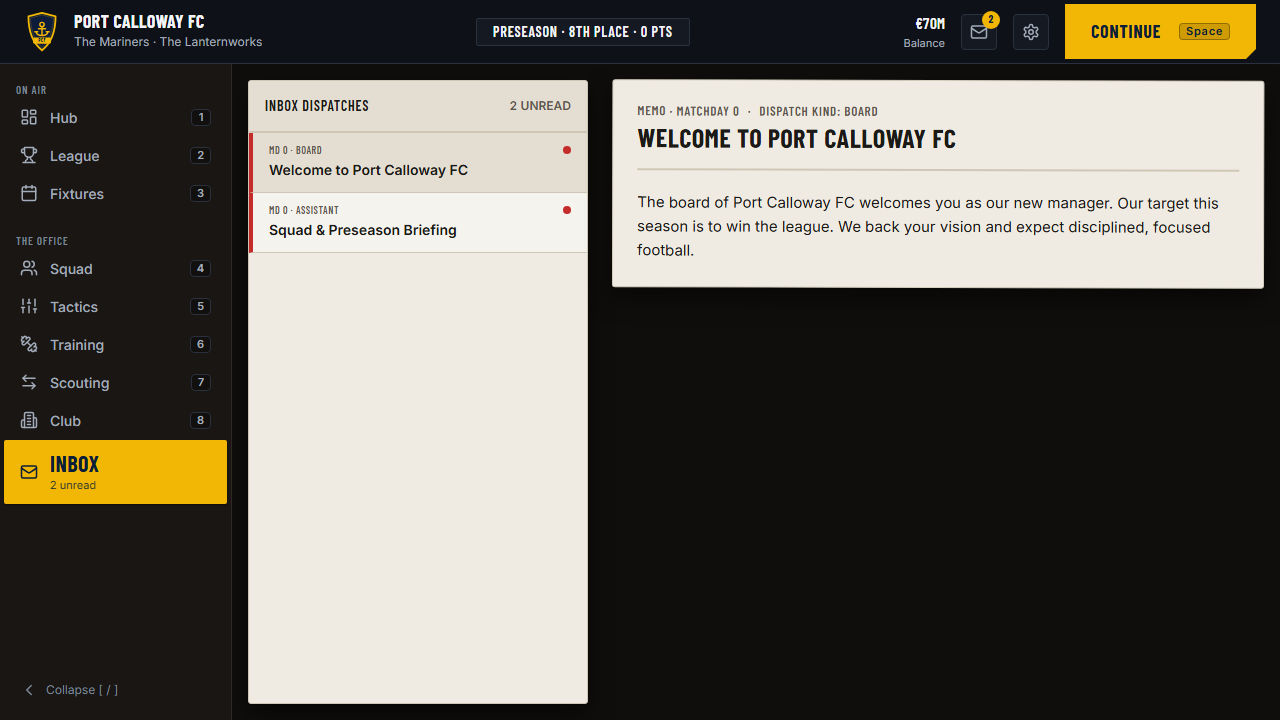 PORT CALLOWAY FC
The Mariners · The Lanternworks
PRESEASON · 8TH PLACE · 0 PTS
€70M
Balance
2
CONTINUE Space
ON AIR
Hub 1
League 2
Fixtures 3
THE OFFICE
Squad 4
Tactics 5
Training 6
Scouting 7
Club 8
INBOX
2 unread
Collapse [ / ]
INBOX DISPATCHES 2 UNREAD
MD 0 · BOARD
Welcome to Port Calloway FC
MD 0 · ASSISTANT
Squad & Preseason Briefing
MEMO · MATCHDAY 0 · DISPATCH KIND: BOARD
WELCOME TO PORT CALLOWAY FC
The board of Port Calloway FC welcomes you as our new manager. Our target this
season is to win the league. We back your vision and expect disciplined, focused
football.